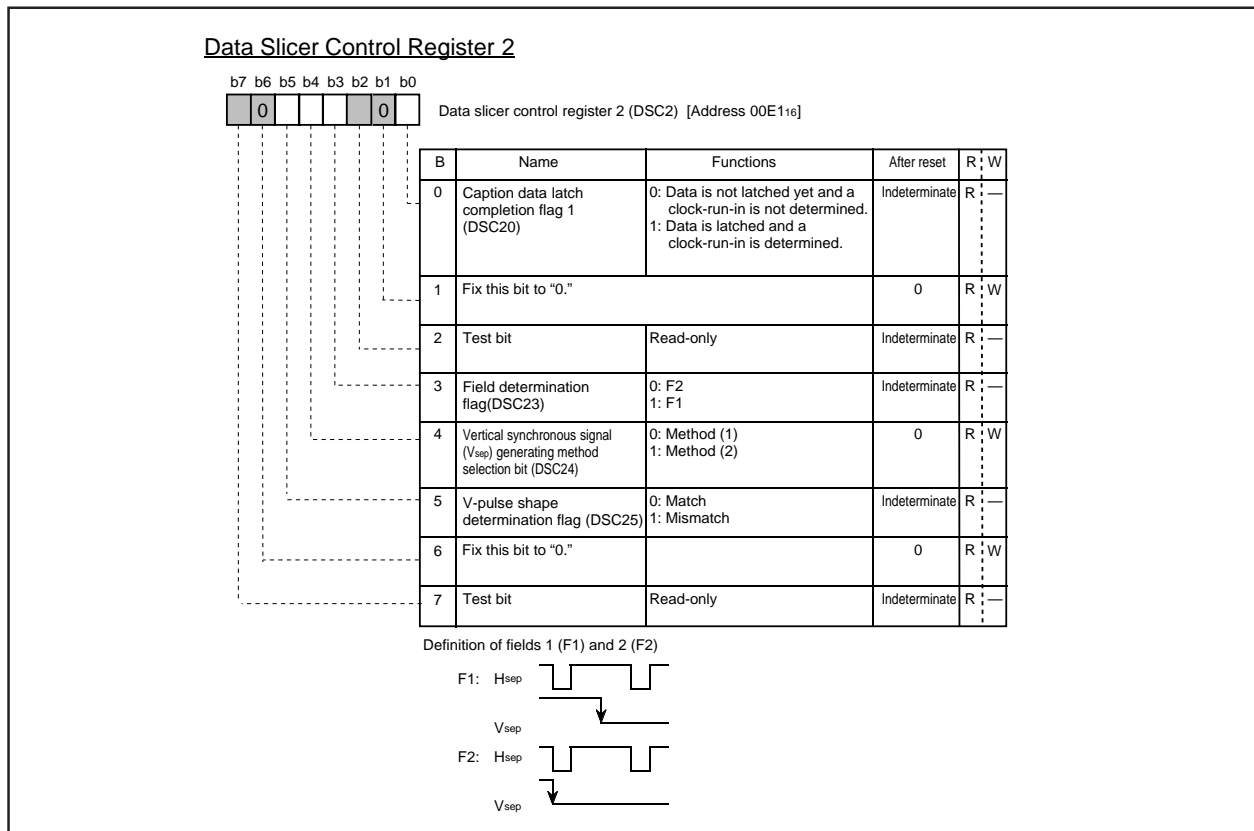 Data Slicer Control Register 2
b7 b6 b5 b4 b3 b2 b1 b0
0 0
Data slicer control register 2 (DSC2) [Address 00E116]
B Name Functions After reset R W
0 Caption data latch completion flag 1 (DSC20) 0: Data is not latched yet and a clock-run-in is not determined. 1: Data is latched and a clock-run-in is determined. Indeterminate R —
1 Fix this bit to “0.” 0 R W
2 Test bit Read-only Indeterminate R —
3 Field determination flag(DSC23) 0: F2 1: F1 Indeterminate R —
4 Vertical synchronous signal (Vsep) generating method selection bit (DSC24) 0: Method (1) 1: Method (2) 0 R W
5 V-pulse shape determination flag (DSC25) 0: Match 1: Mismatch Indeterminate R —
6 Fix this bit to “0.” 0 R W
7 Test bit Read-only Indeterminate R —
Definition of fields 1 (F1) and 2 (F2)
F1: Hsep
Vsep
F2: Hsep
Vsep